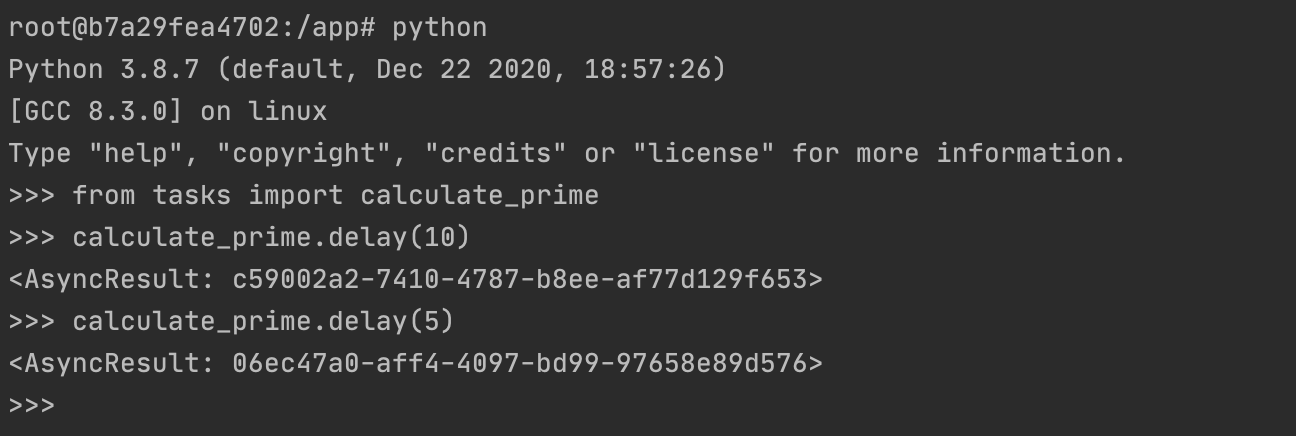 root@b7a29fea4702:/app# python
Python 3.8.7 (default, Dec 22 2020, 18:57:26)
[GCC 8.3.0] on linux
Type "help", "copyright", "credits" or "license" for more information.
>>> from tasks import calculate_prime
>>> calculate_prime.delay(10)
<AsyncResult: c59002a2-7410-4787-b8ee-af77d129f653>
>>> calculate_prime.delay(5)
<AsyncResult: 06ec47a0-aff4-4097-bd99-97658e89d576>
>>>